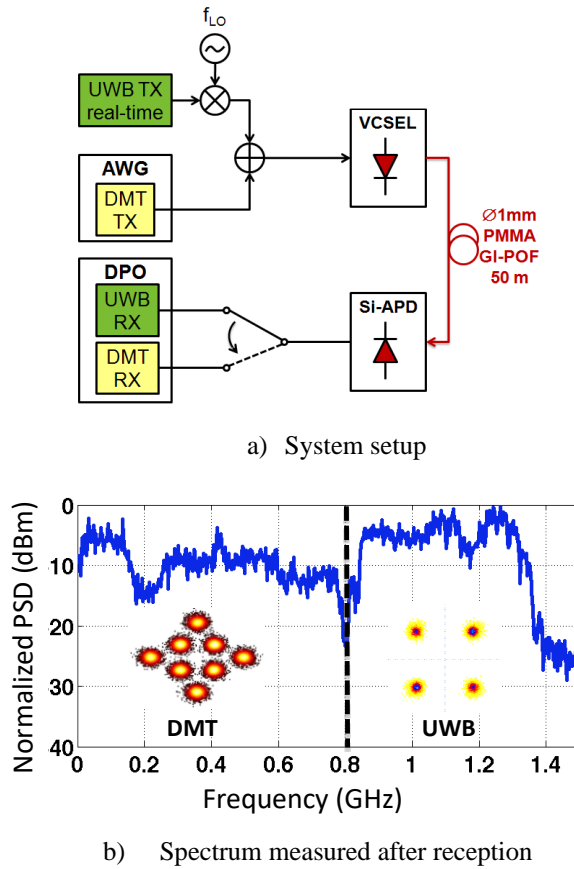 fLO
UWB TX
real-time
AWG
DMT
TX
VCSEL
Ø1mm
PMMA
GI-POF
50 m
DPO
UWB
RX
DMT
RX
Si-APD
a) System setup
Normalized PSD (dBm)
0
10
20
30
40
DMT
UWB
0 0.2 0.4 0.6 0.8 1 1.2 1.4
Frequency (GHz)
b) Spectrum measured after reception